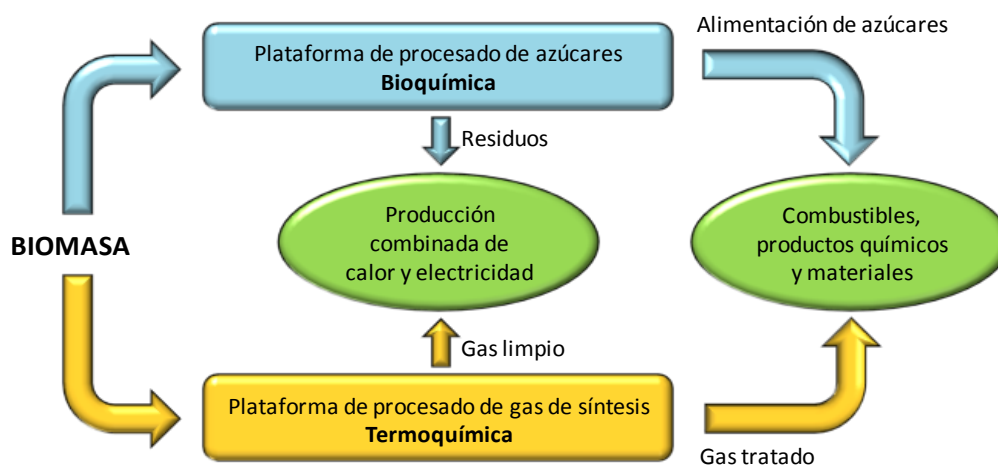 Alimentación de azúcares
Plataforma de procesado de azúcares
Bioquímica
Residuos
Producción
combinada de
calor y electricidad
Combustibles,
productos químicos
y materiales
BIOMASA
Gas limpio
Plataforma de procesado de gas de síntesis
Termoquímica
Gas tratado